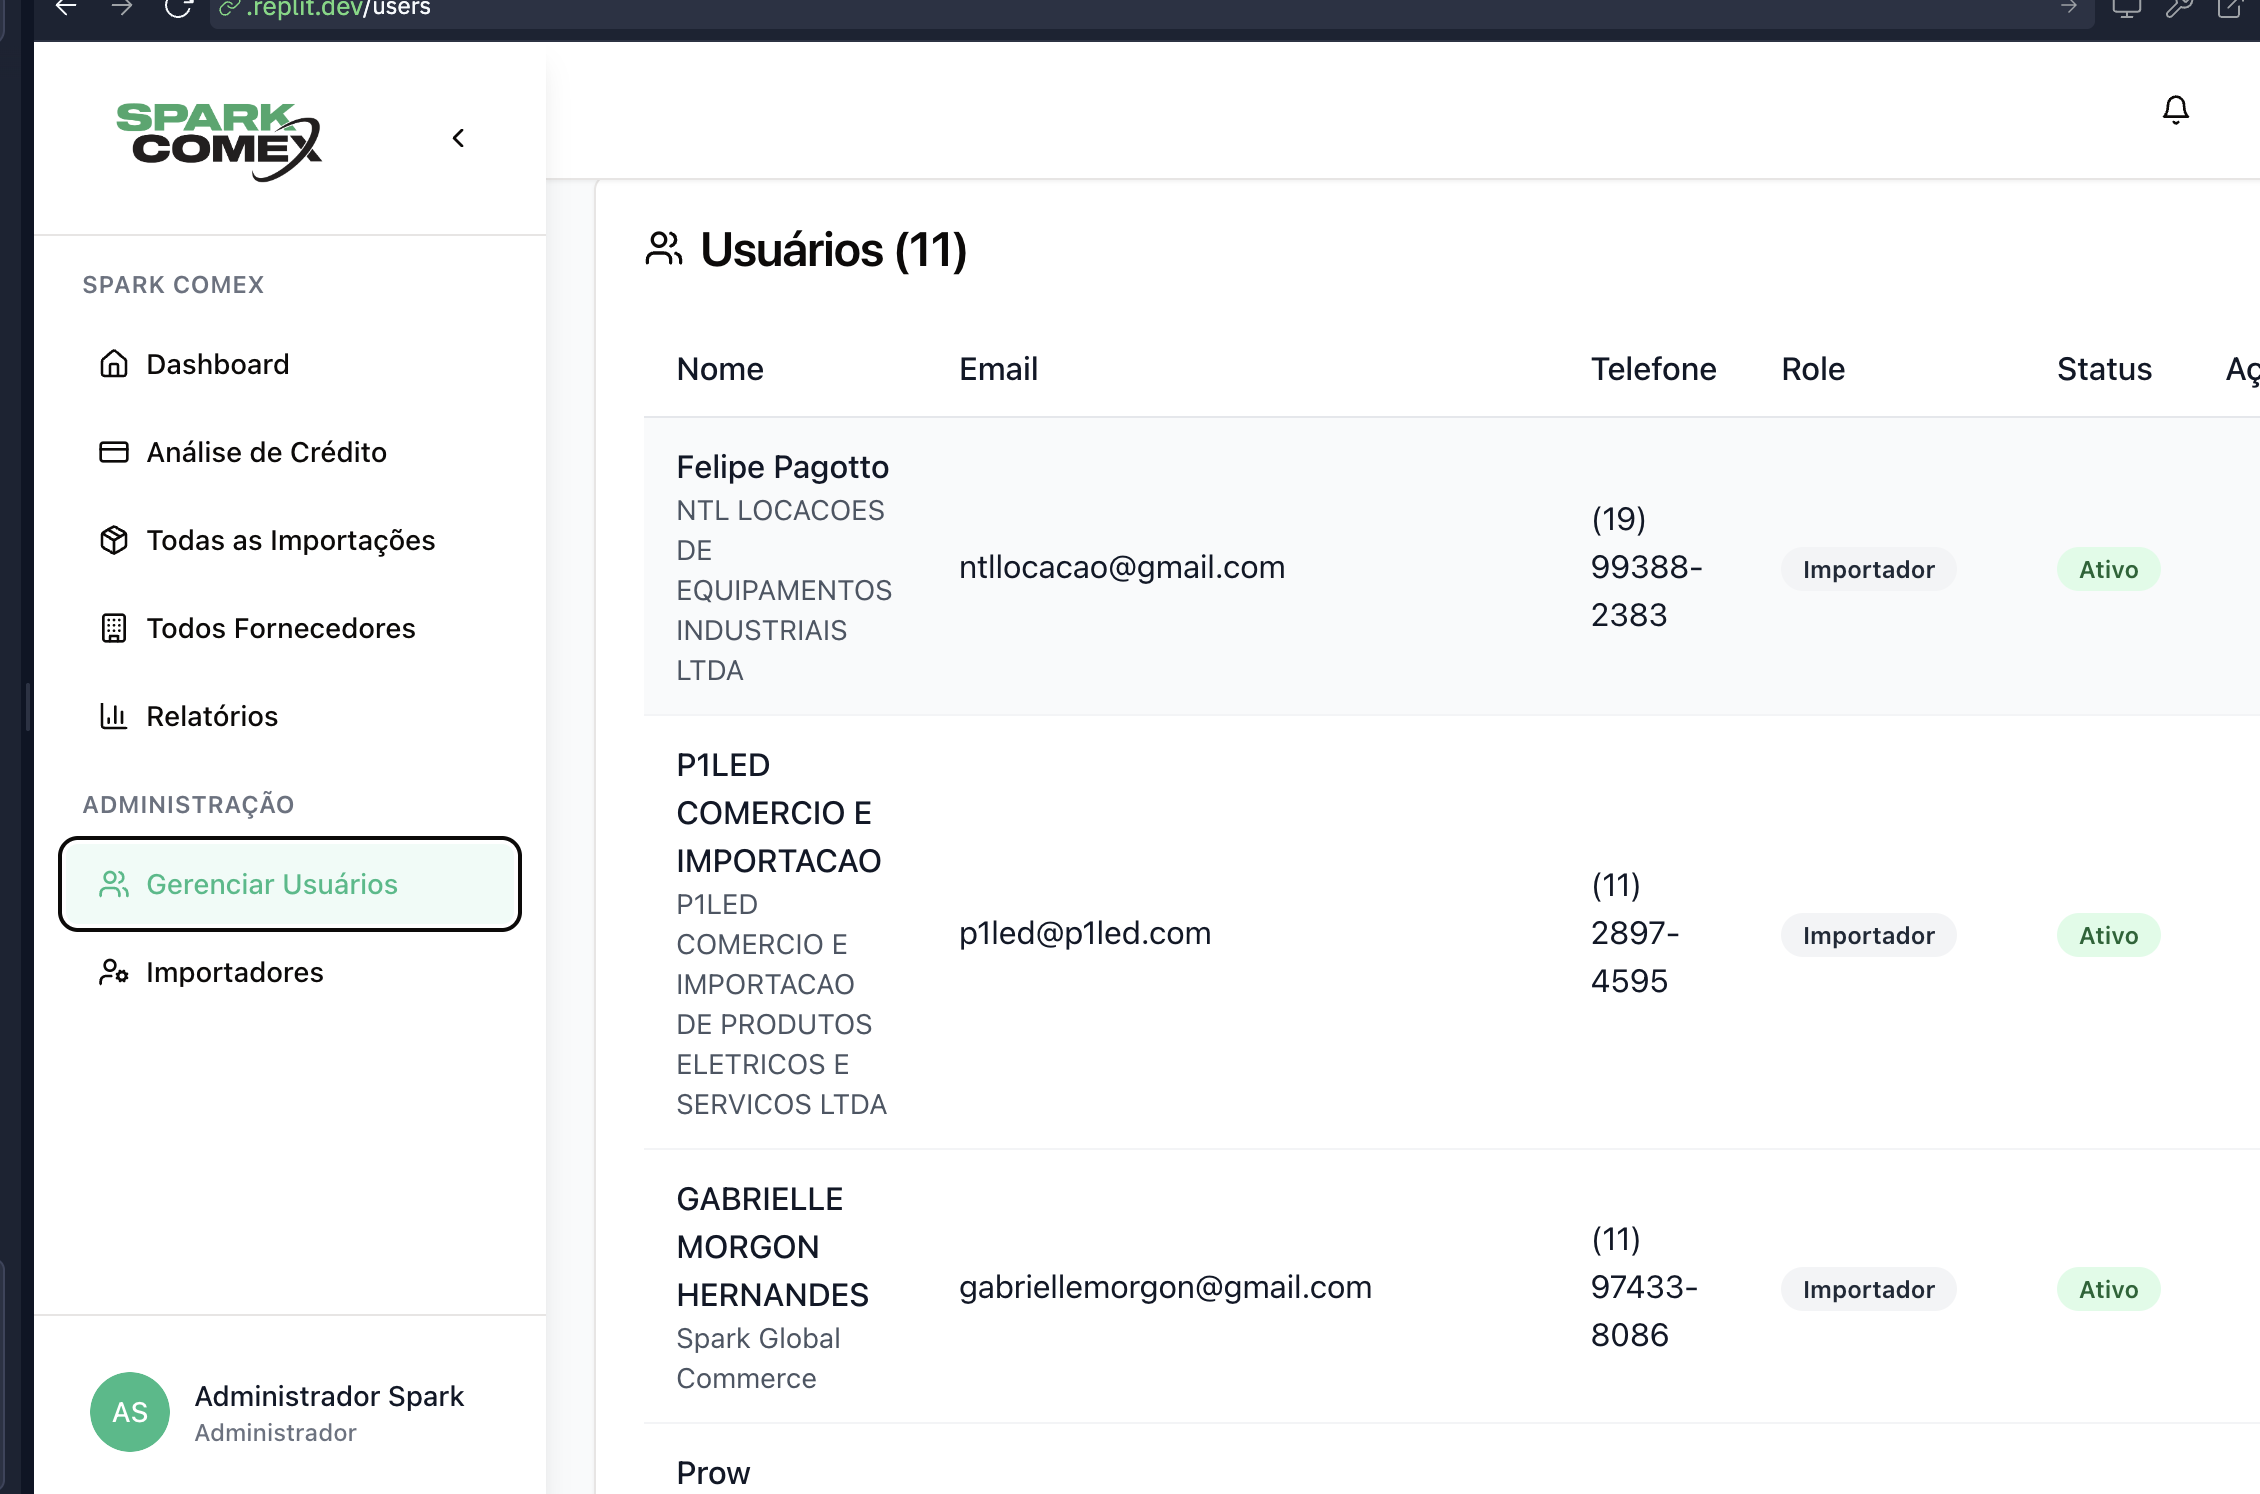 .replit.dev/users
SPARK
COMEX
SPARK COMEX
Dashboard
Análise de Crédito
Todas as Importações
Todos Fornecedores
Relatórios
ADMINISTRAÇÃO
Gerenciar Usuários
Importadores
AS
Administrador Spark
Administrador
Usuários (11)
Nome Email Telefone Role Status
Felipe Pagotto
NTL LOCACOES
DE
EQUIPAMENTOS
INDUSTRIAIS
LTDA
ntllocacao@gmail.com
(19)
99388-
2383
Importador
Ativo
P1LED
COMERCIO E
IMPORTACAO
P1LED
COMERCIO E
IMPORTACAO
DE PRODUTOS
ELETRICOS E
SERVICOS LTDA
p1led@p1led.com
(11)
2897-
4595
Importador
Ativo
GABRIELLE
MORGON
HERNANDES
Spark Global
Commerce
gabriellemorgon@gmail.com
(11)
97433-
8086
Importador
Ativo
Prow